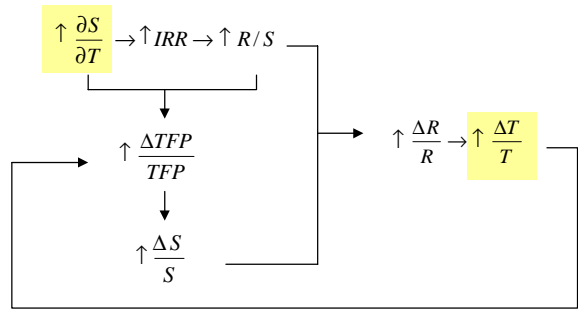 ↑ ∂S/∂T → ↑ IRR → ↑ R/S
↑ ΔTFP/TFP
↑ ΔR/R → ↑ ΔT/T
↑ ΔS/S